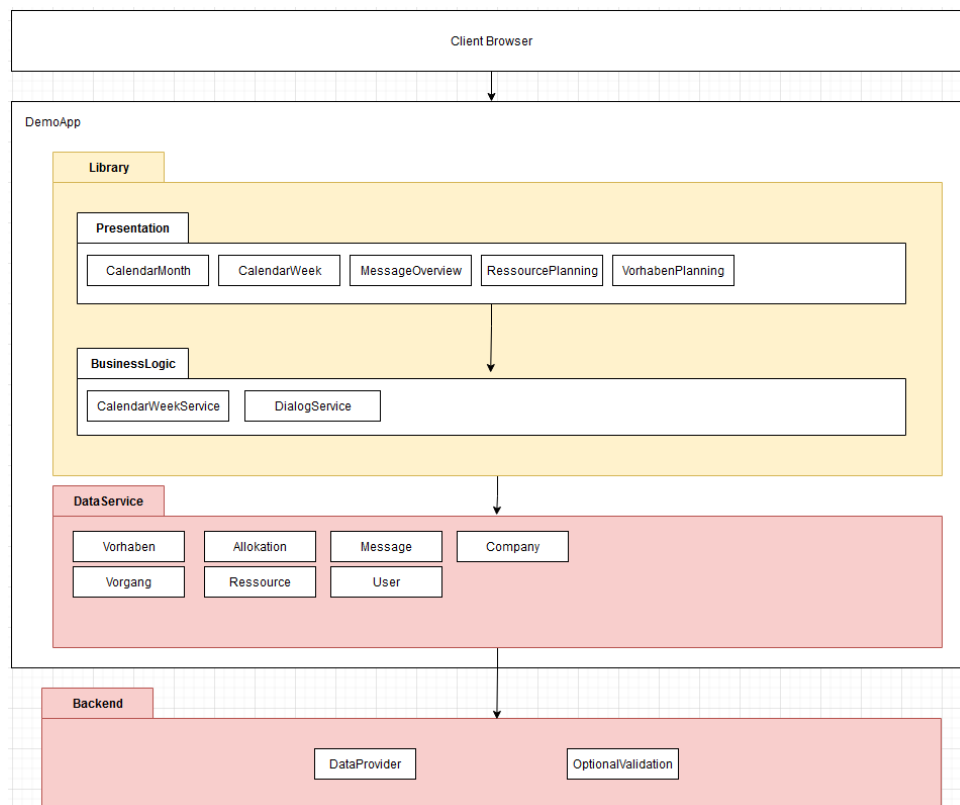 Client Browser
DemoApp
Library
Presentation
CalendarMonth CalendarWeek MessageOverview RessourcePlanning VorhabenPlanning
BusinessLogic
CalendarWeekService DialogService
DataService
Vorhaben Allokation Message Company
Vorgang Ressource User
Backend
DataProvider OptionalValidation